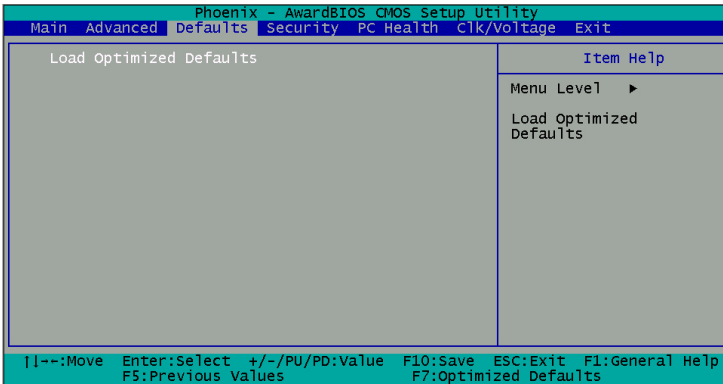 Phoenix - AwardBIOS CMOS Setup Utility
Main Advanced Defaults Security PC Health Clk/Voltage Exit
Load Optimized Defaults
Item Help
Menu Level ▶
Load Optimized
Defaults
↑↓→←:Move Enter:Select +/-/PU/PD:Value F10:Save ESC:Exit F1:General Help
F5:Previous Values F7:Optimized Defaults